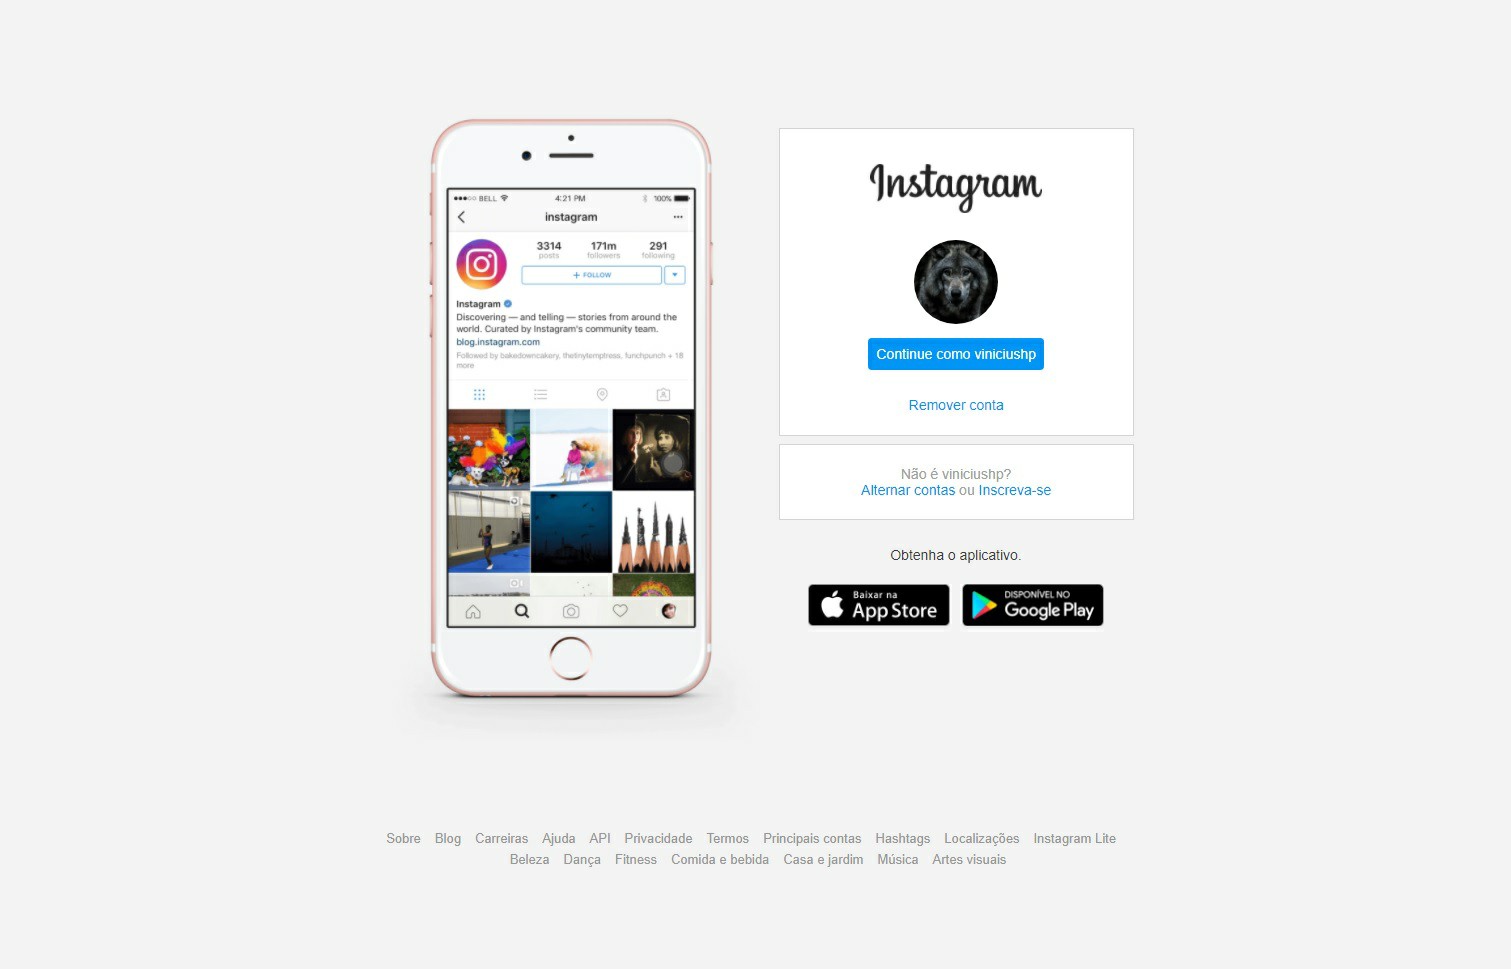 BELL 4:21 PM 100%
instagram
3314 171m 291
posts followers following
+ FOLLOW
Instagram
Discovering — and telling — stories from around the
world. Curated by Instagram's community team.
blog.instagram.com
Followed by bakedowncakery, thetinytemptress, funchpunch + 18
more
Instagram
Continue como viniciushp
Remover conta
Não é viniciushp?
Alternar contas ou Inscreva-se
Obtenha o aplicativo.
Baixar na
App Store
DISPONÍVEL NO
Google Play
Sobre Blog Carreiras Ajuda API Privacidade Termos Principais contas Hashtags Localizações Instagram Lite
Beleza Dança Fitness Comida e bebida Casa e jardim Música Artes visuais